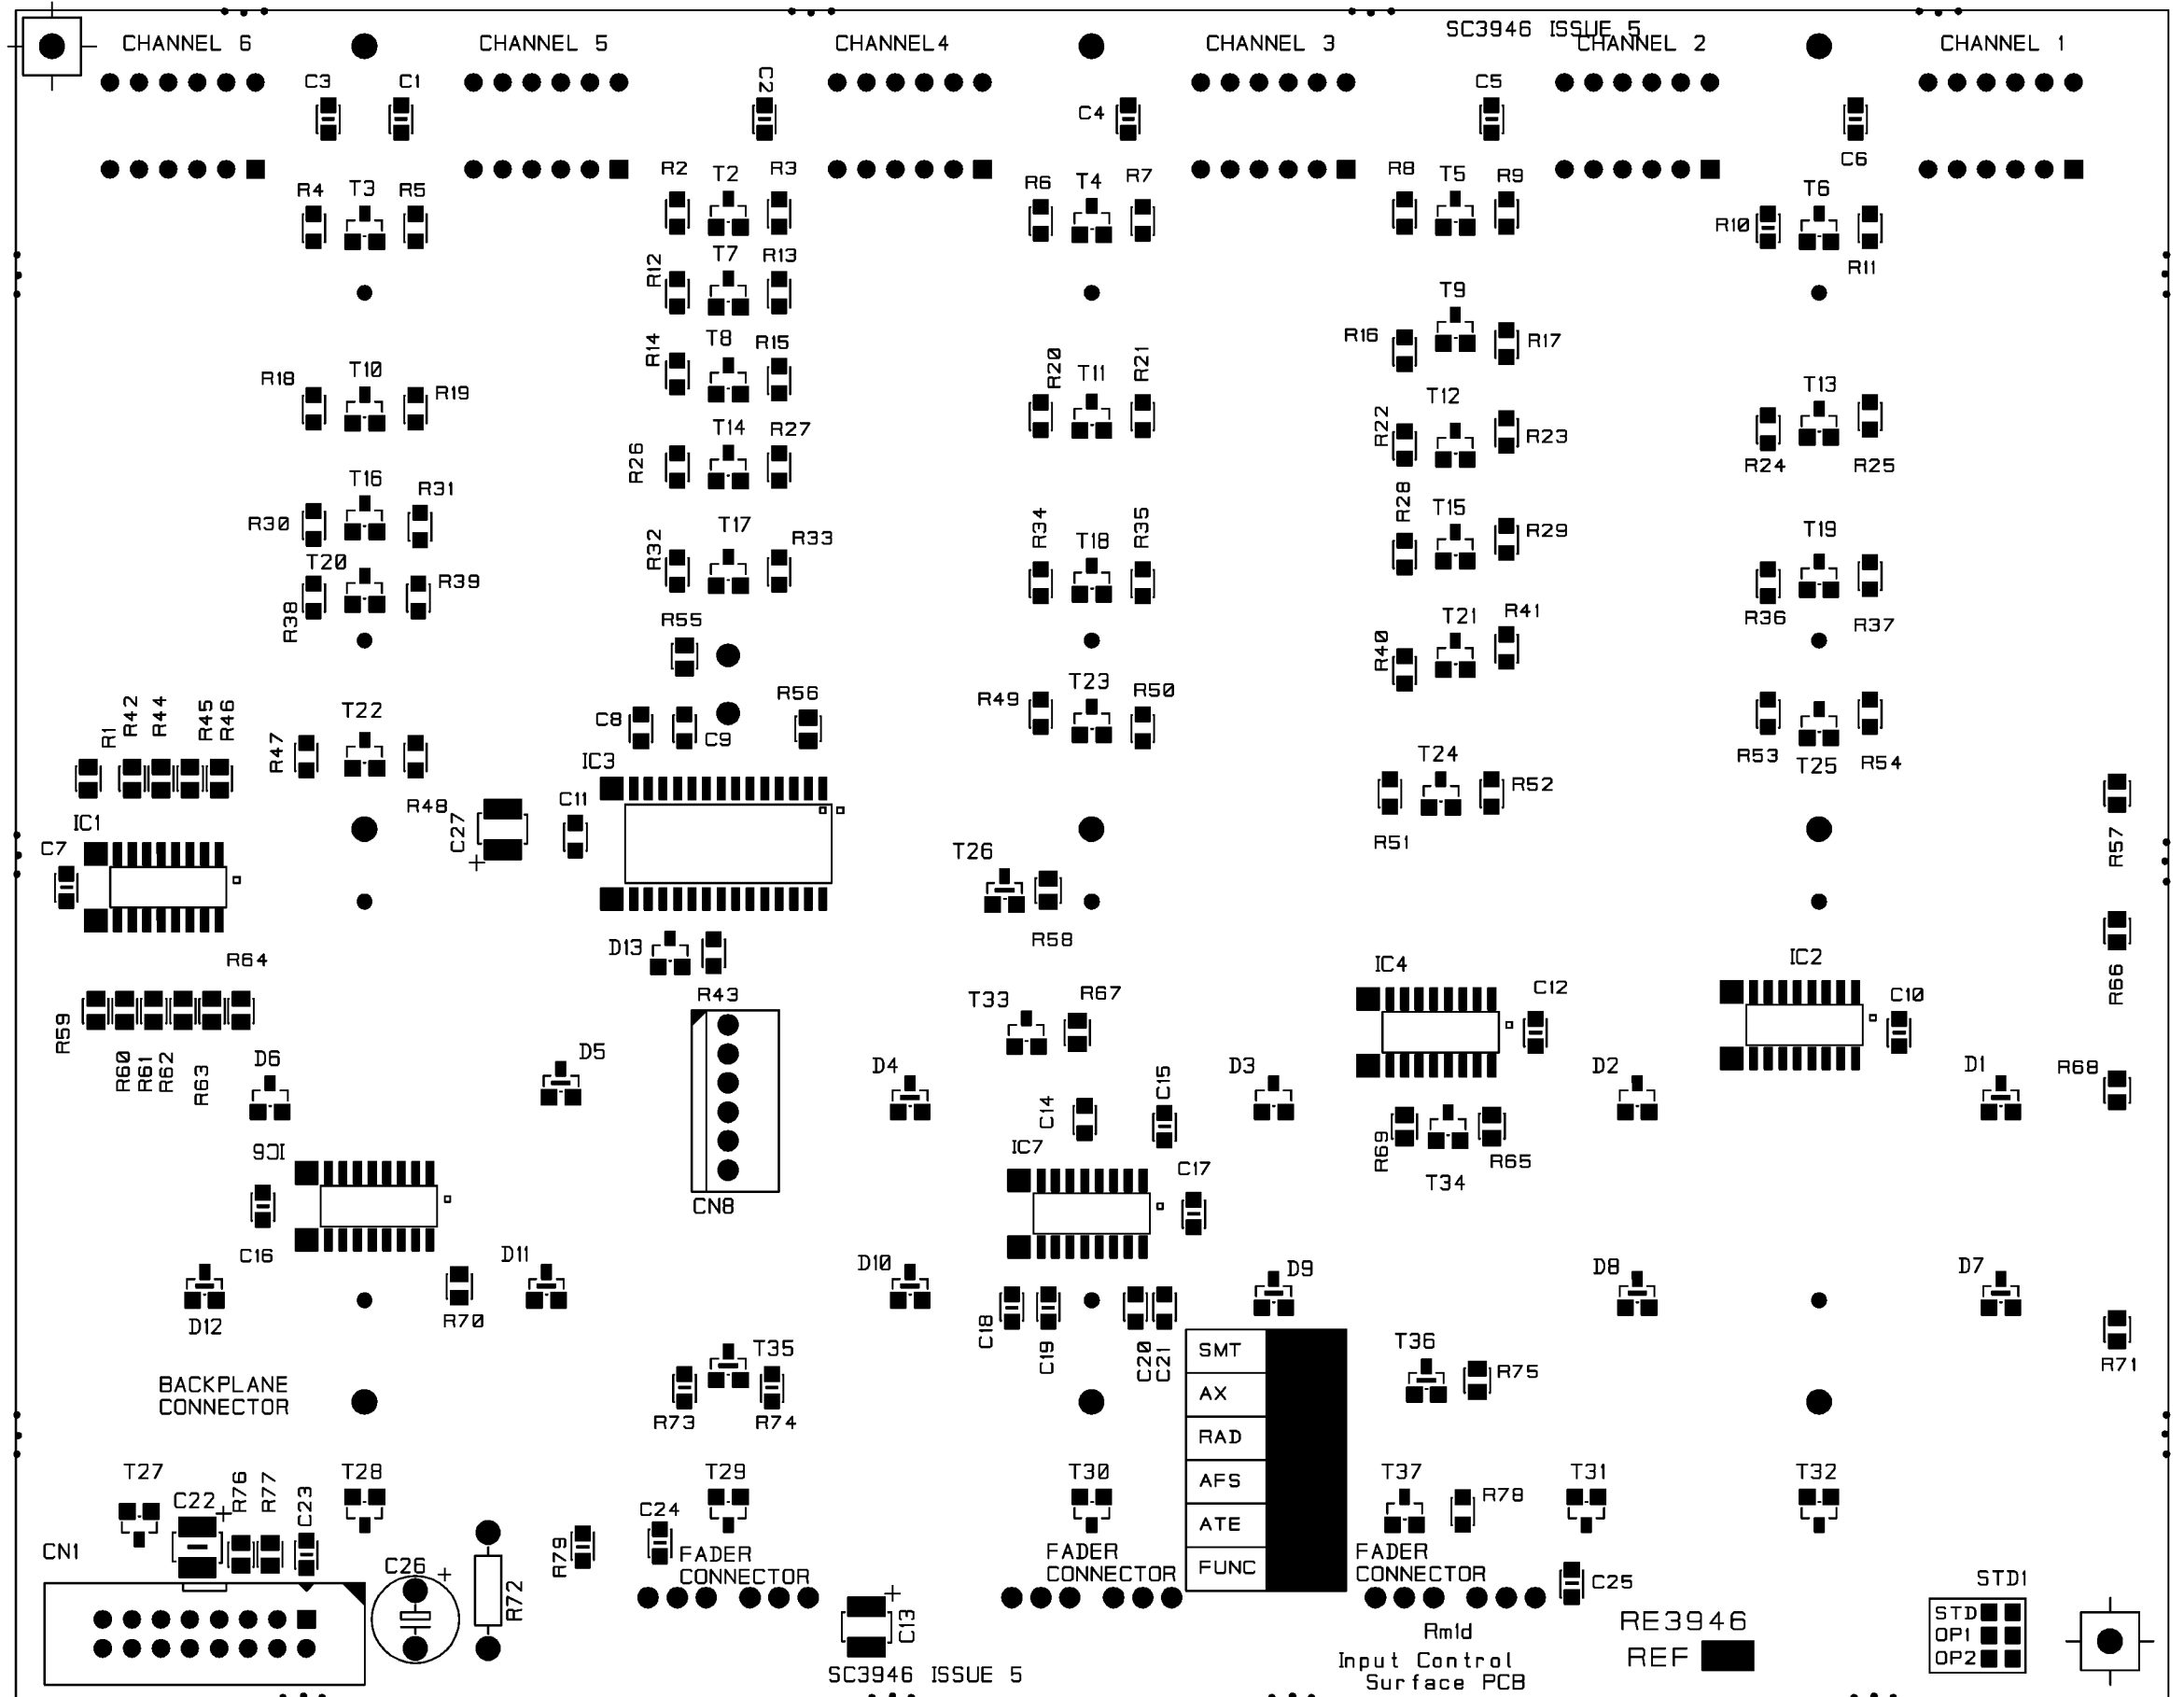 SC3946 ISSUE 5
CHANNEL 6
CHANNEL 5
CHANNEL4
CHANNEL 3
CHANNEL 2
CHANNEL 1
C3
C1
C2
C4
C5
C6
R4
T3
R5
R2
T2
R3
R6
T4
R7
R8
T5
R9
R10
T6
R11
R12
T7
R13
T9
R14
T8
R15
R16
R17
R18
T10
R19
R20
T11
R21
T12
R22
R23
T13
R24
R25
R26
T14
R27
T16
R31
R30
R28
T15
R29
R32
T17
R33
R34
T18
R35
T19
T20
R38
R39
R36
R37
R55
R40
T21
R41
R1
R42
R44
R45
R46
R47
T22
R48
C8
C9
R56
R49
T23
R50
R53
T25
R54
IC3
IC1
C7
C27
C11
T24
R52
R51
R57
T26
R58
D13
R43
R64
R59
R60
R61
R62
R63
T33
R67
IC4
C12
IC2
C10
R66
D6
D5
D4
D3
D2
D1
R68
C14
C15
IC6
IC7
C17
R69
T34
R65
CN8
C16
D12
R70
D11
D10
D9
D8
D7
C18
C19
C20
C21
R71
BACKPLANE
CONNECTOR
T35
R73
R74
SMT
AX
RAD
AFS
ATE
FUNC
T36
R75
T27
C22
+
R76
R77
C23
T28
T29
T30
T37
R78
T31
T32
CN1
C26
+
R72
R79
C24
FADER
CONNECTOR
FADER
CONNECTOR
FADER
CONNECTOR
C25
+
C13
SC3946 ISSUE 5
Rmld
Input Control
Surface PCB
RE3946
REF
STD1
STD
OP1
OP2